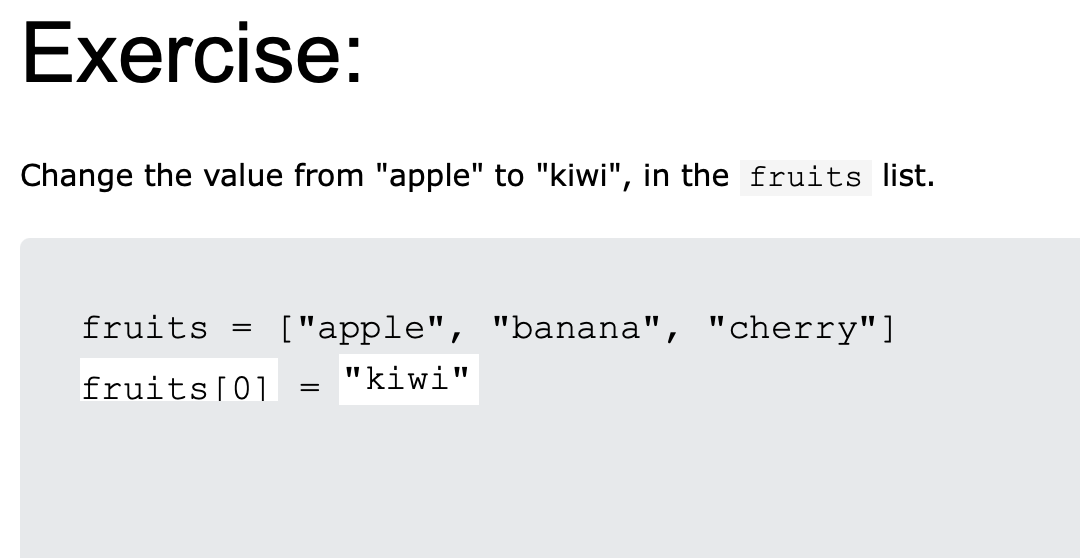 Exercise:
Change the value from "apple" to "kiwi", in the fruits list.
fruits = ["apple", "banana", "cherry"]
fruits[0] = "kiwi"